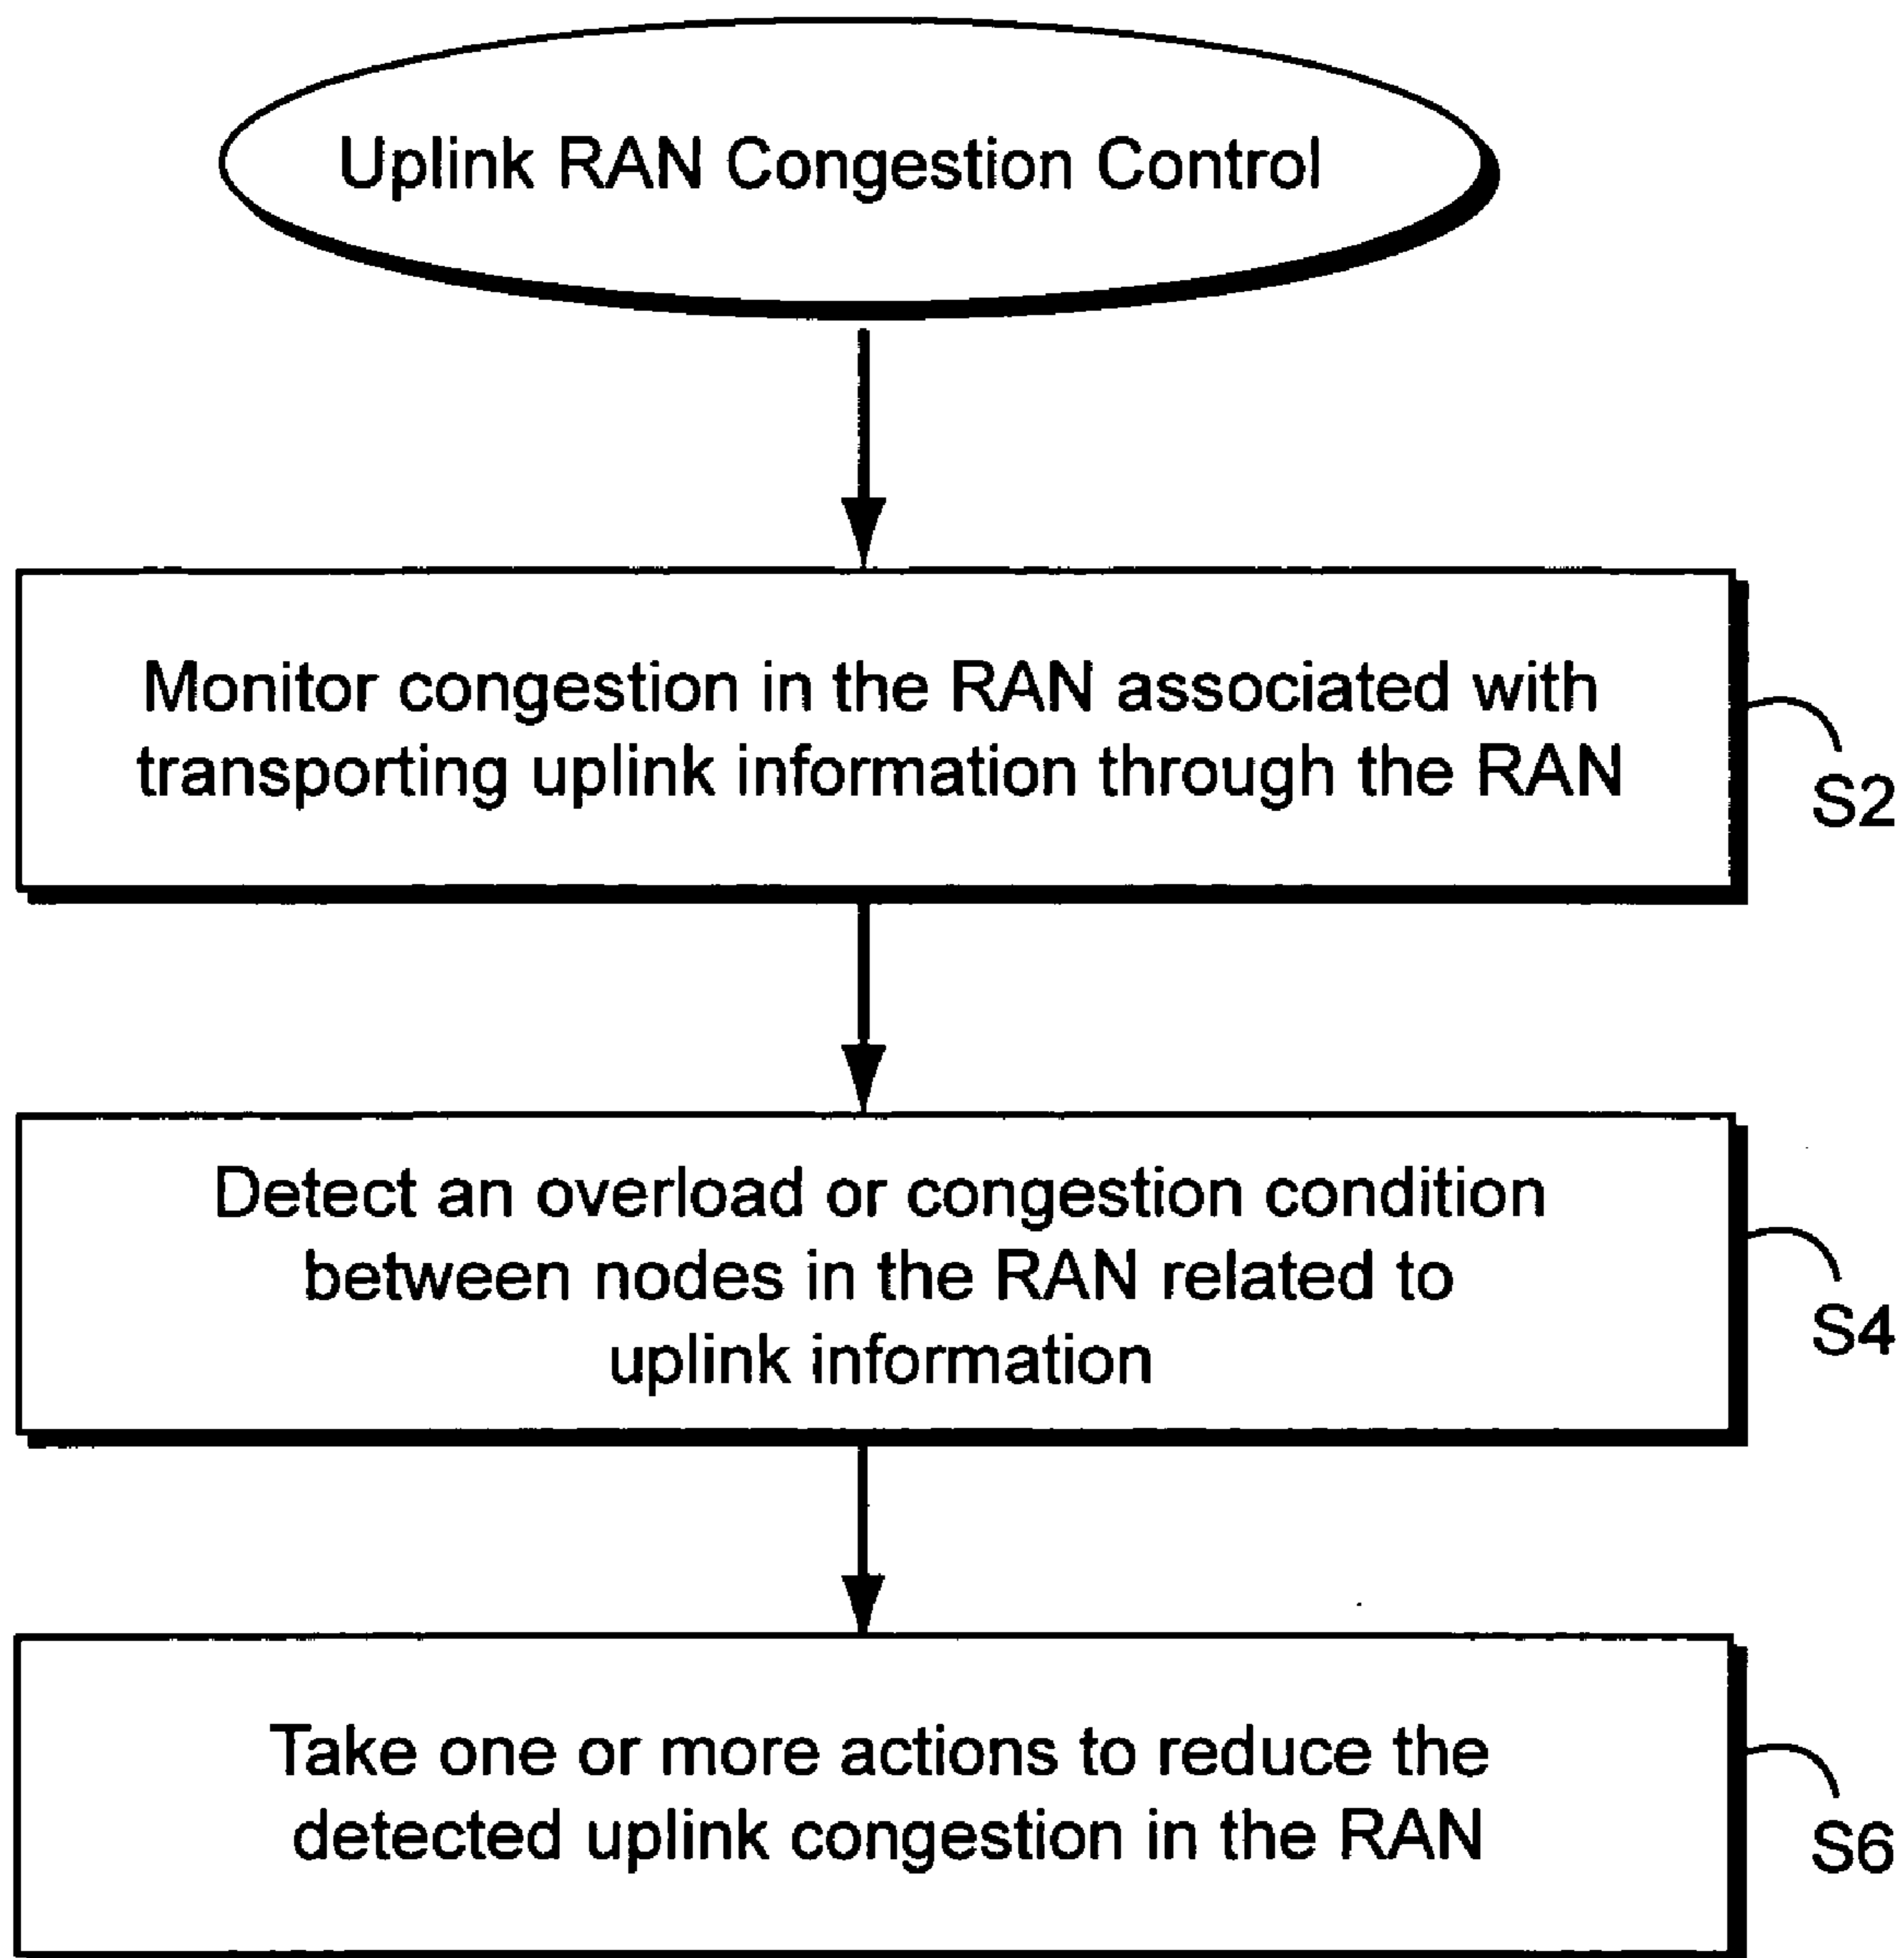 Uplink RAN Congestion Control
Monitor congestion in the RAN associated with
transporting uplink information through the RAN
S2
Detect an overload or congestion condition
between nodes in the RAN related to
uplink information
S4
Take one or more actions to reduce the
detected uplink congestion in the RAN
S6